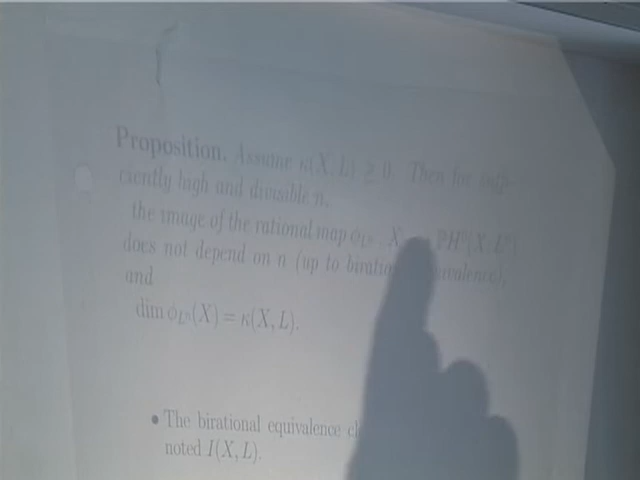 Proposition. Assume κ(X, L) ≥ 0. Then for suffi-
ciently high and divisible n,
the image of the rational map ϕ_{L^n} : X PH^0(X, L^n)
does not depend on n (up to birational equivalence),
and
dim ϕ_{L^n}(X) = κ(X, L).
• The birational equivalence
noted I(X, L).